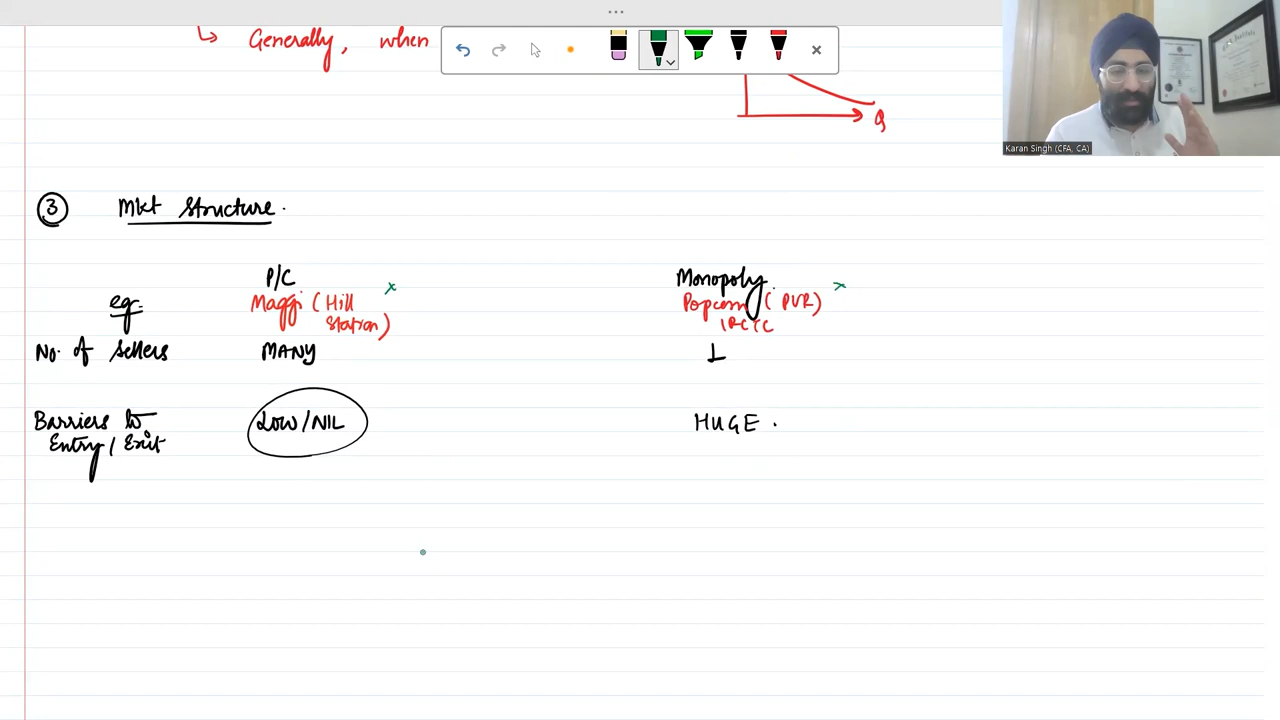 ↳ Generally, when
Q
Karan Singh (CFA, CA)
③ Mkt Structure.
P/C Monopoly
eg. Maggi (Hill Station) x Popcorn (PVR) x
IRCTC
No. of Sellers MANY 1
Barriers to Entry/Exit Low/NIL HUGE.